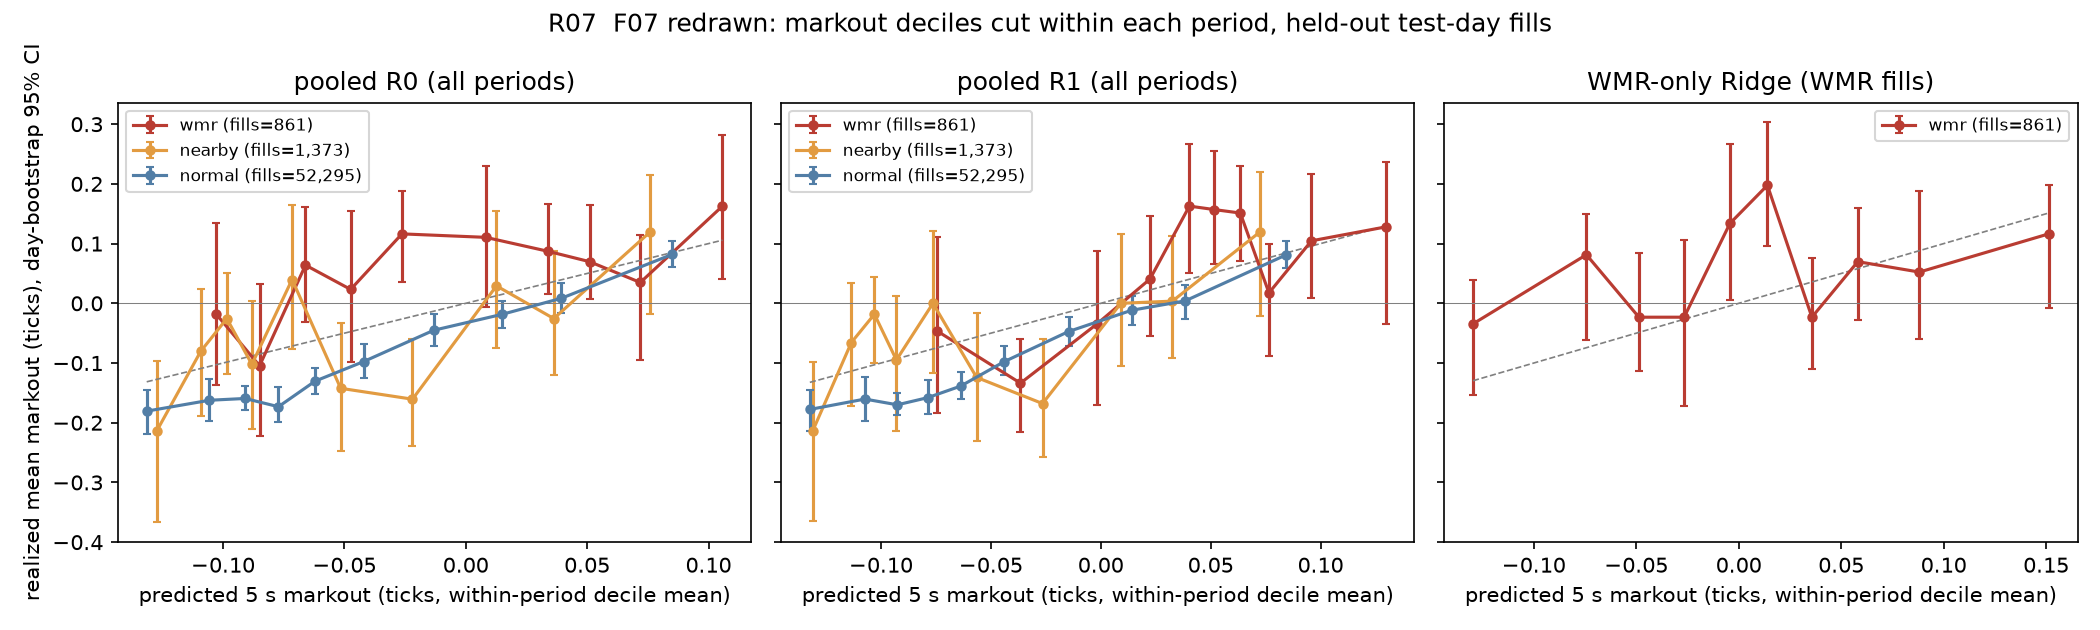 R07  F07 redrawn: markout deciles cut within each period, held-out test-day fills
realized mean markout (ticks), day-bootstrap 95% CI
pooled R0 (all periods)
wmr (fills=861)
nearby (fills=1,373)
normal (fills=52,295)
0.3
0.2
0.1
0.0
−0.1
−0.2
−0.3
−0.4
−0.10
−0.05
0.00
0.05
0.10
predicted 5 s markout (ticks, within-period decile mean)
pooled R1 (all periods)
wmr (fills=861)
nearby (fills=1,373)
normal (fills=52,295)
−0.10
−0.05
0.00
0.05
0.10
predicted 5 s markout (ticks, within-period decile mean)
WMR-only Ridge (WMR fills)
wmr (fills=861)
−0.10
−0.05
0.00
0.05
0.10
0.15
predicted 5 s markout (ticks, within-period decile mean)